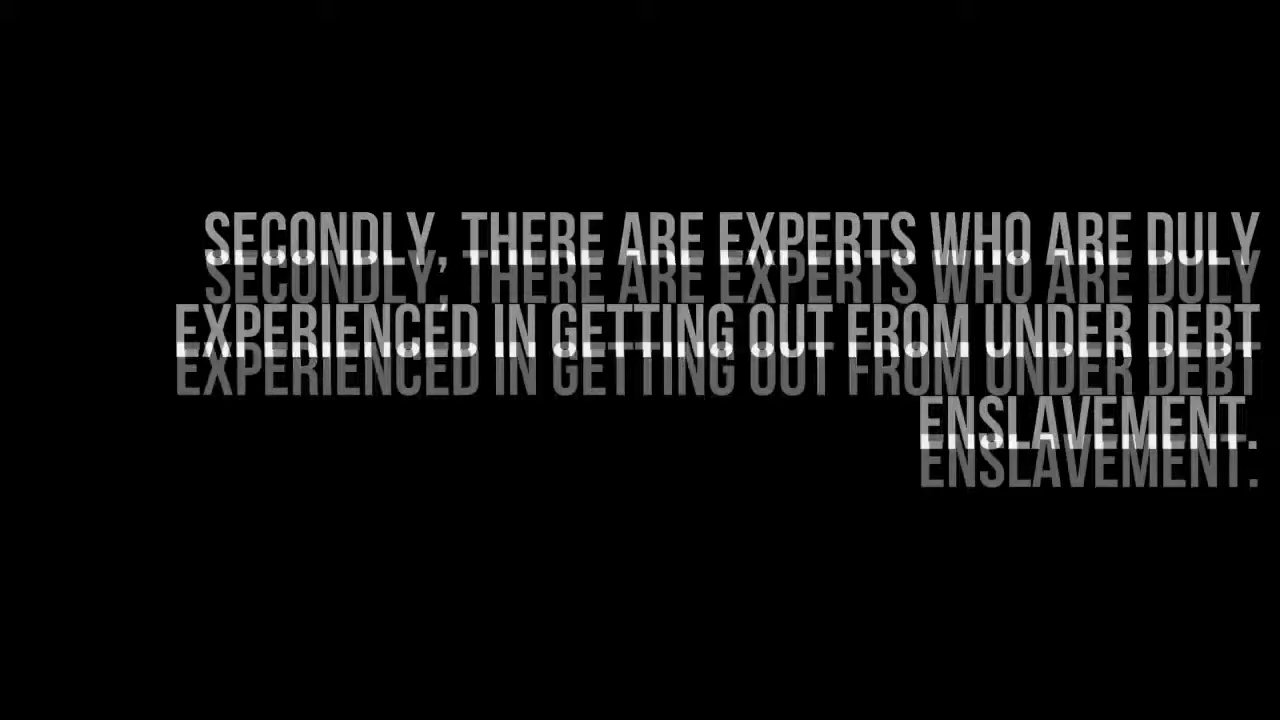 SECONDLY, THERE ARE EXPERTS WHO ARE DULY
EXPERIENCED IN GETTING OUT FROM UNDER DEBT
ENSLAVEMENT.